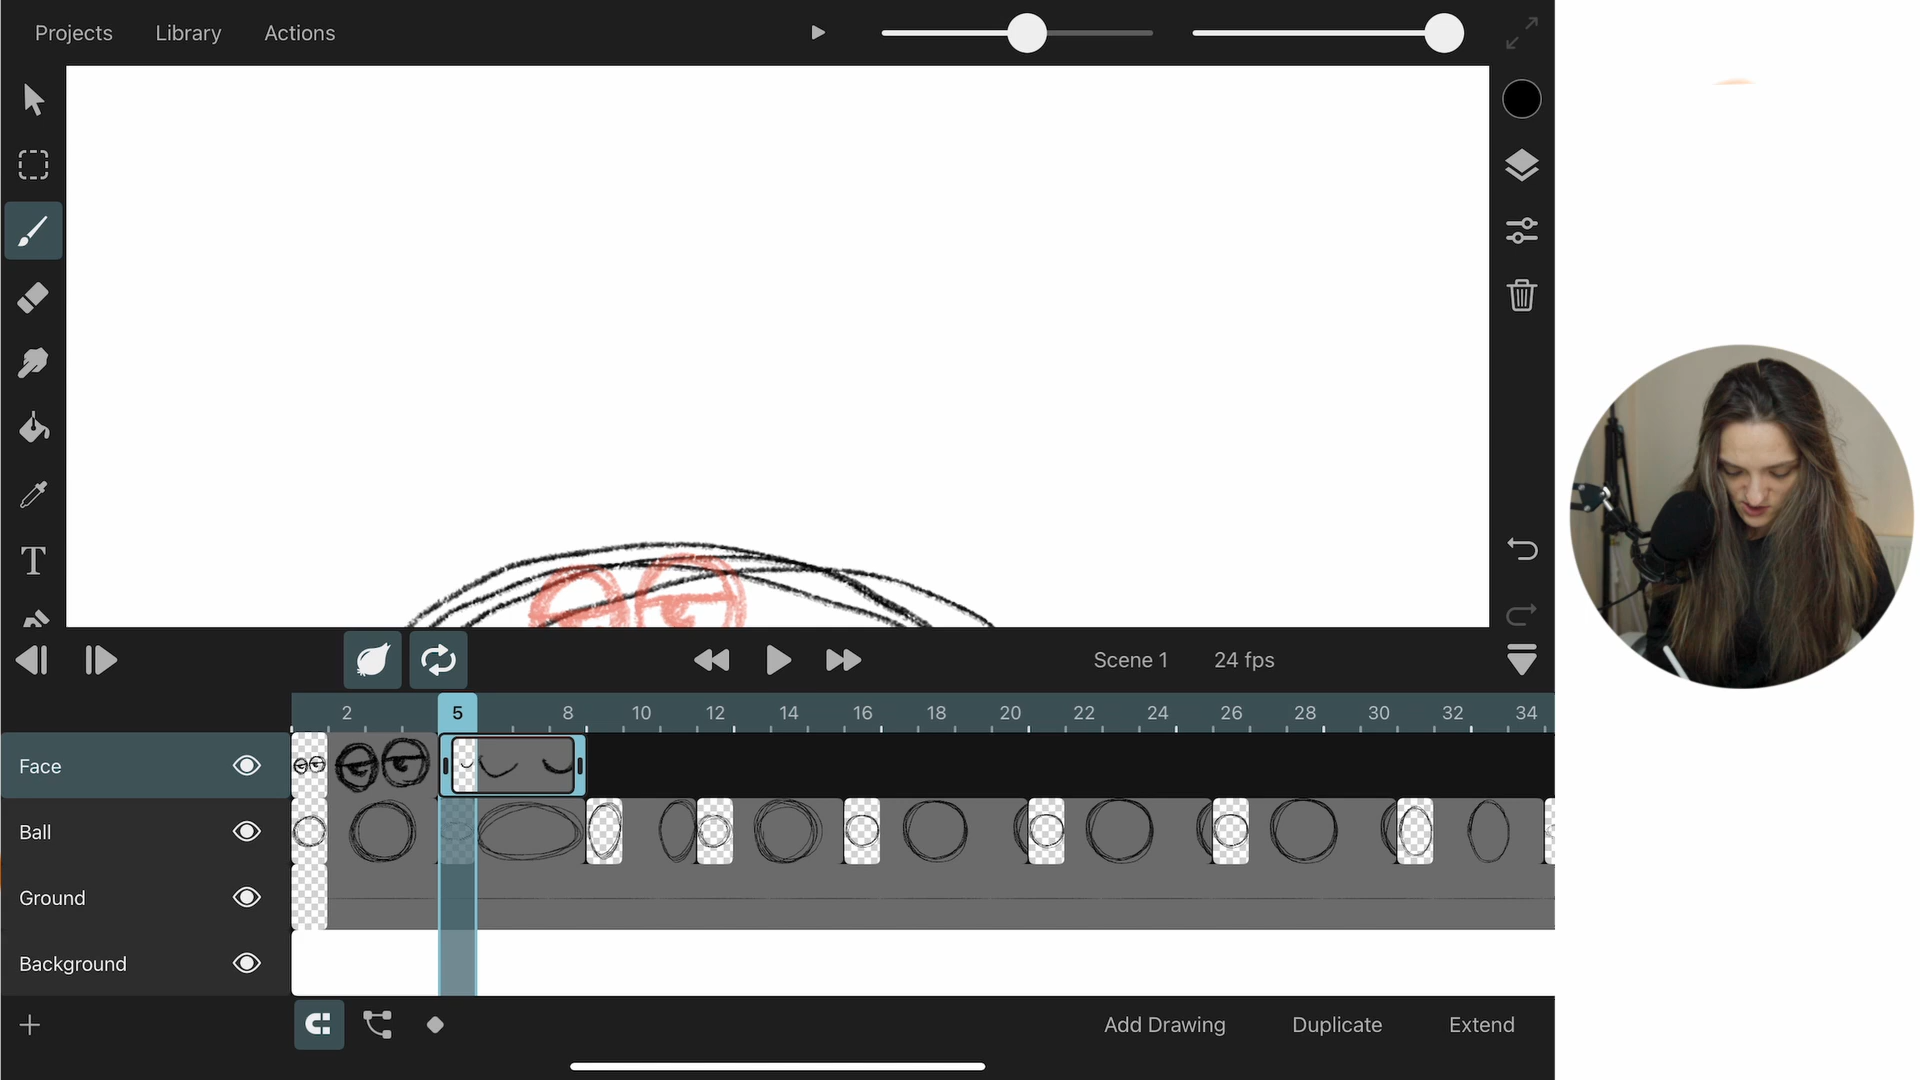 Projects Library Actions
T
Scene 1 24 fps
2 5 8 10 12 14 16 18 20 22 24 26 28 30 32 34
Face
Ball
Ground
Background
Add Drawing Duplicate Extend